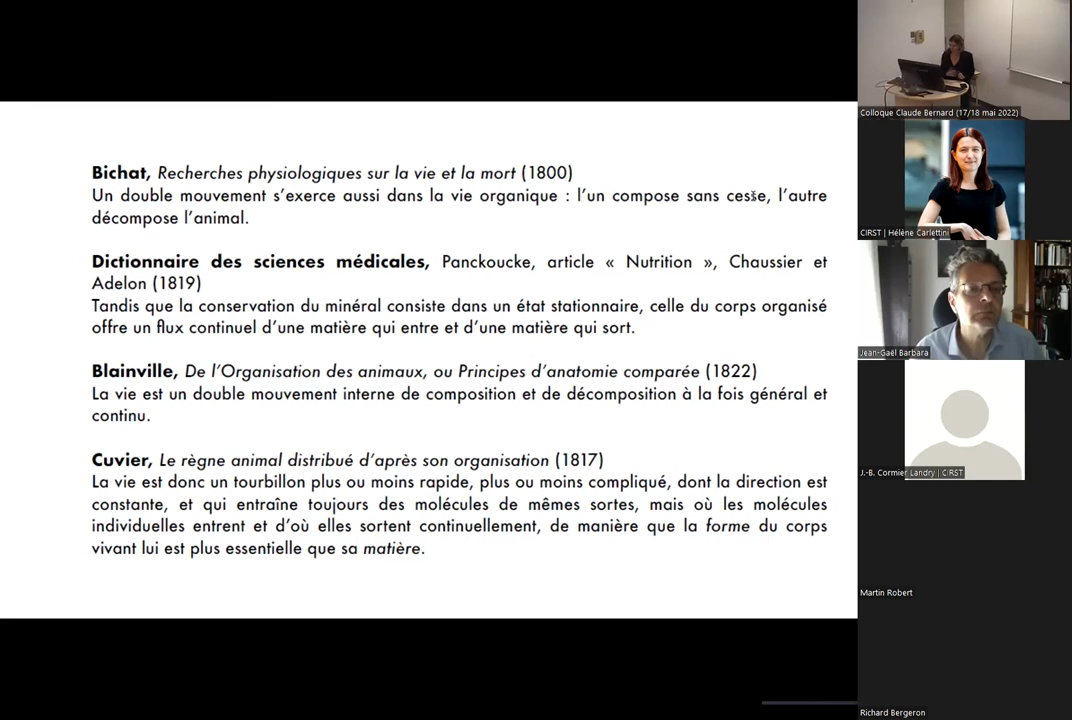 Bichat, Recherches physiologiques sur la vie et la mort (1800)
Un double mouvement s’exerce aussi dans la vie organique : l’un compose sans cesse, l’autre
décompose l’animal.
Dictionnaire des sciences médicales, Panckoucke, article « Nutrition », Chaussier et
Adelon (1819)
Tandis que la conservation du minéral consiste dans un état stationnaire, celle du corps organisé
offre un flux continuel d’une matière qui entre et d’une matière qui sort.
Blainville, De l’Organisation des animaux, ou Principes d’anatomie comparée (1822)
La vie est un double mouvement interne de composition et de décomposition à la fois général et
continu.
Cuvier, Le règne animal distribué d’après son organisation (1817)
La vie est donc un tourbillon plus ou moins rapide, plus ou moins compliqué, dont la direction est
constante, et qui entraîne toujours des molécules de mêmes sortes, mais où les molécules
individuelles entrent et d’où elles sortent continuellement, de manière que la forme du corps
vivant lui est plus essentielle que sa matière.
Colloque Claude Bernard (17/18 mai 2022)
CIRST | Hélène Carlettini
Jean-Gaël Barbara
J.-B. Cormier Landry | CIRST
Martin Robert
Richard Bergeron